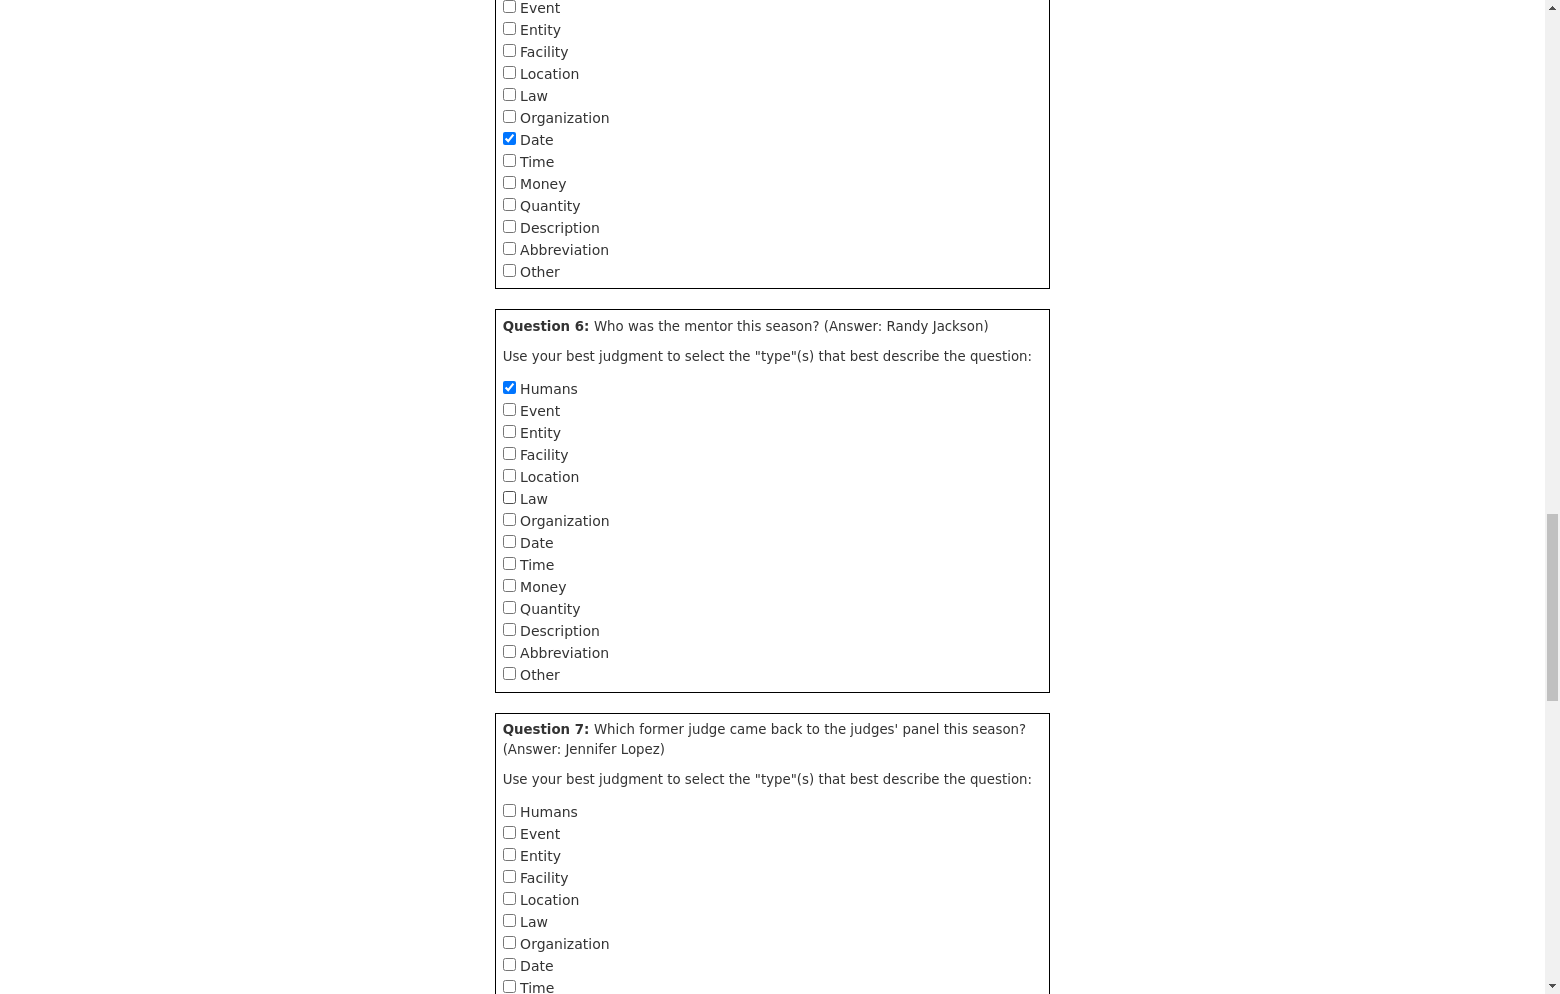 Event
Entity
Facility
Location
Law
Organization
Date
Time
Money
Quantity
Description
Abbreviation
Other
Question 6: Who was the mentor this season? (Answer: Randy Jackson)
Use your best judgment to select the "type"(s) that best describe the question:
Humans
Event
Entity
Facility
Location
Law
Organization
Date
Time
Money
Quantity
Description
Abbreviation
Other
Question 7: Which former judge came back to the judges' panel this season?
(Answer: Jennifer Lopez)
Use your best judgment to select the "type"(s) that best describe the question:
Humans
Event
Entity
Facility
Location
Law
Organization
Date
Time